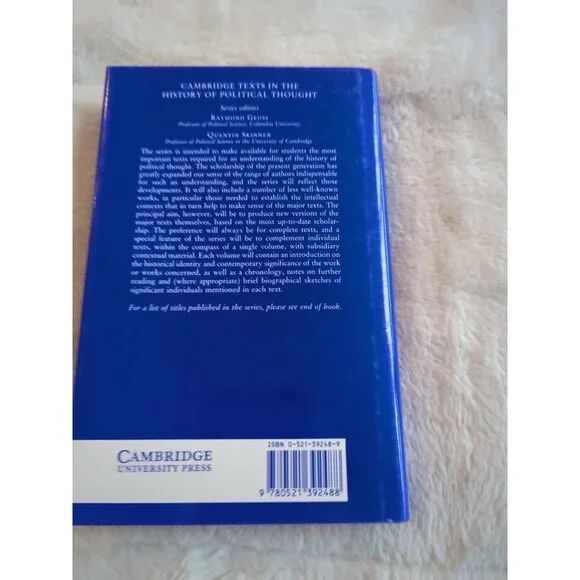 CAMBRIDGE TEXTS IN THE
HISTORY OF POLITICAL THOUGHT
Series editors
RAYMOND GEUSS
Professor of Political Science, Columbia University
QUENTIN SKINNER
Professor of Political Science in the University of Cambridge
The series is intended to make available for students the most
important texts required for an understanding of the history of
political thought. The scholarship of the present generation has
greatly expanded our sense of the range of authors indispensable
for such an understanding, and the series will reflect those
developments. It will also include a number of less well-known
works, in particular those needed to establish the intellectual
contexts that in turn help to make sense of the major texts. The
principal aim, however, will be to produce new versions of the
major texts themselves, based on the most up-to-date scholar-
ship. The preference will always be for complete texts, and a
special feature of the series will be to complement individual
texts, within the compass of a single volume, with subsidiary
contextual material. Each volume will contain an introduction on
the historical identity and contemporary significance of the work
or works concerned, as well as a chronology, notes on further
reading and (where appropriate) brief biographical sketches of
significant individuals mentioned in each text.
For a list of titles published in the series, please see end of book.
CAMBRIDGE
UNIVERSITY PRESS
ISBN 0-521-39248-9
9 780521 392488